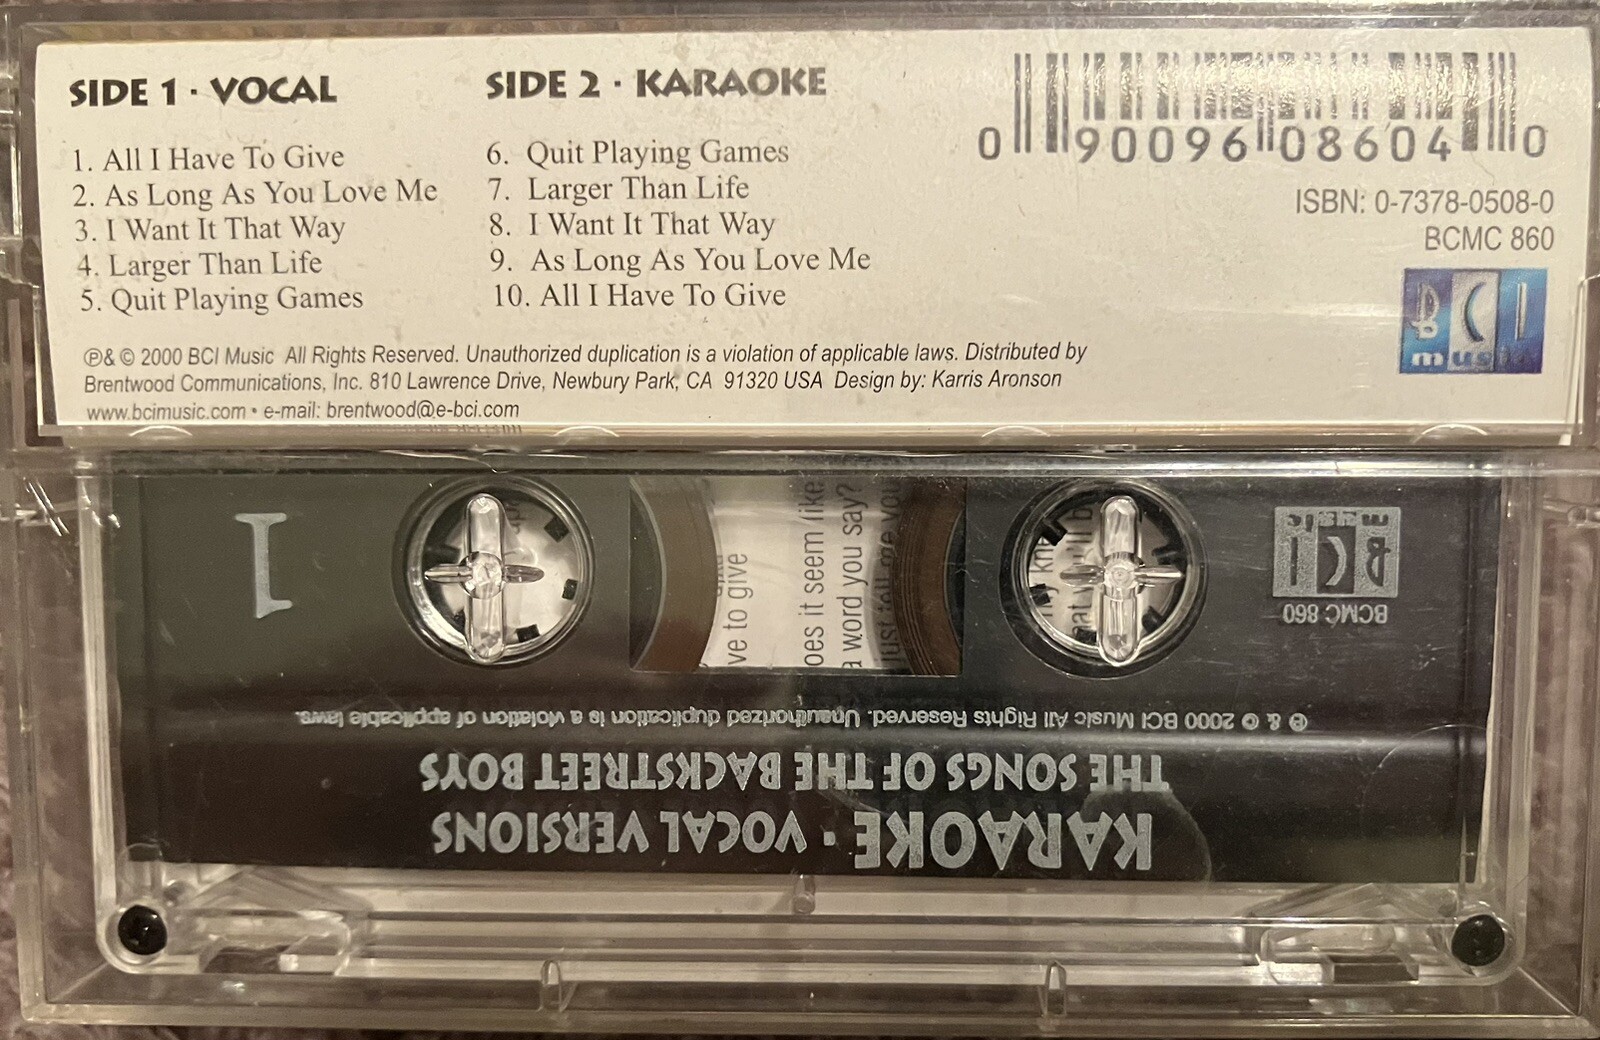 SIDE 1 · VOCAL
1. All I Have To Give
2. As Long As You Love Me
3. I Want It That Way
4. Larger Than Life
5. Quit Playing Games
SIDE 2 · KARAOKE
6. Quit Playing Games
7. Larger Than Life
8. I Want It That Way
9. As Long As You Love Me
10. All I Have To Give
0 90096 08604 0
ISBN: 0-7378-0508-0
BCMC 860
BCI
music
℗& © 2000 BCI Music All Rights Reserved. Unauthorized duplication is a violation of applicable laws. Distributed by
Brentwood Communications, Inc. 810 Lawrence Drive, Newbury Park, CA 91320 USA Design by: Karris Aronson
www.bcimusic.com • e-mail: brentwood@e-bci.com
KARAOKE · VOCAL VERSIONS
THE SONGS OF THE BACKSTREET BOYS
℗ & © 2000 BCI Music All Rights Reserved. Unauthorized duplication is a violation of applicable laws.
BCMC 860
BCI
music
1
ve to give
oes it seem like
a word you say?